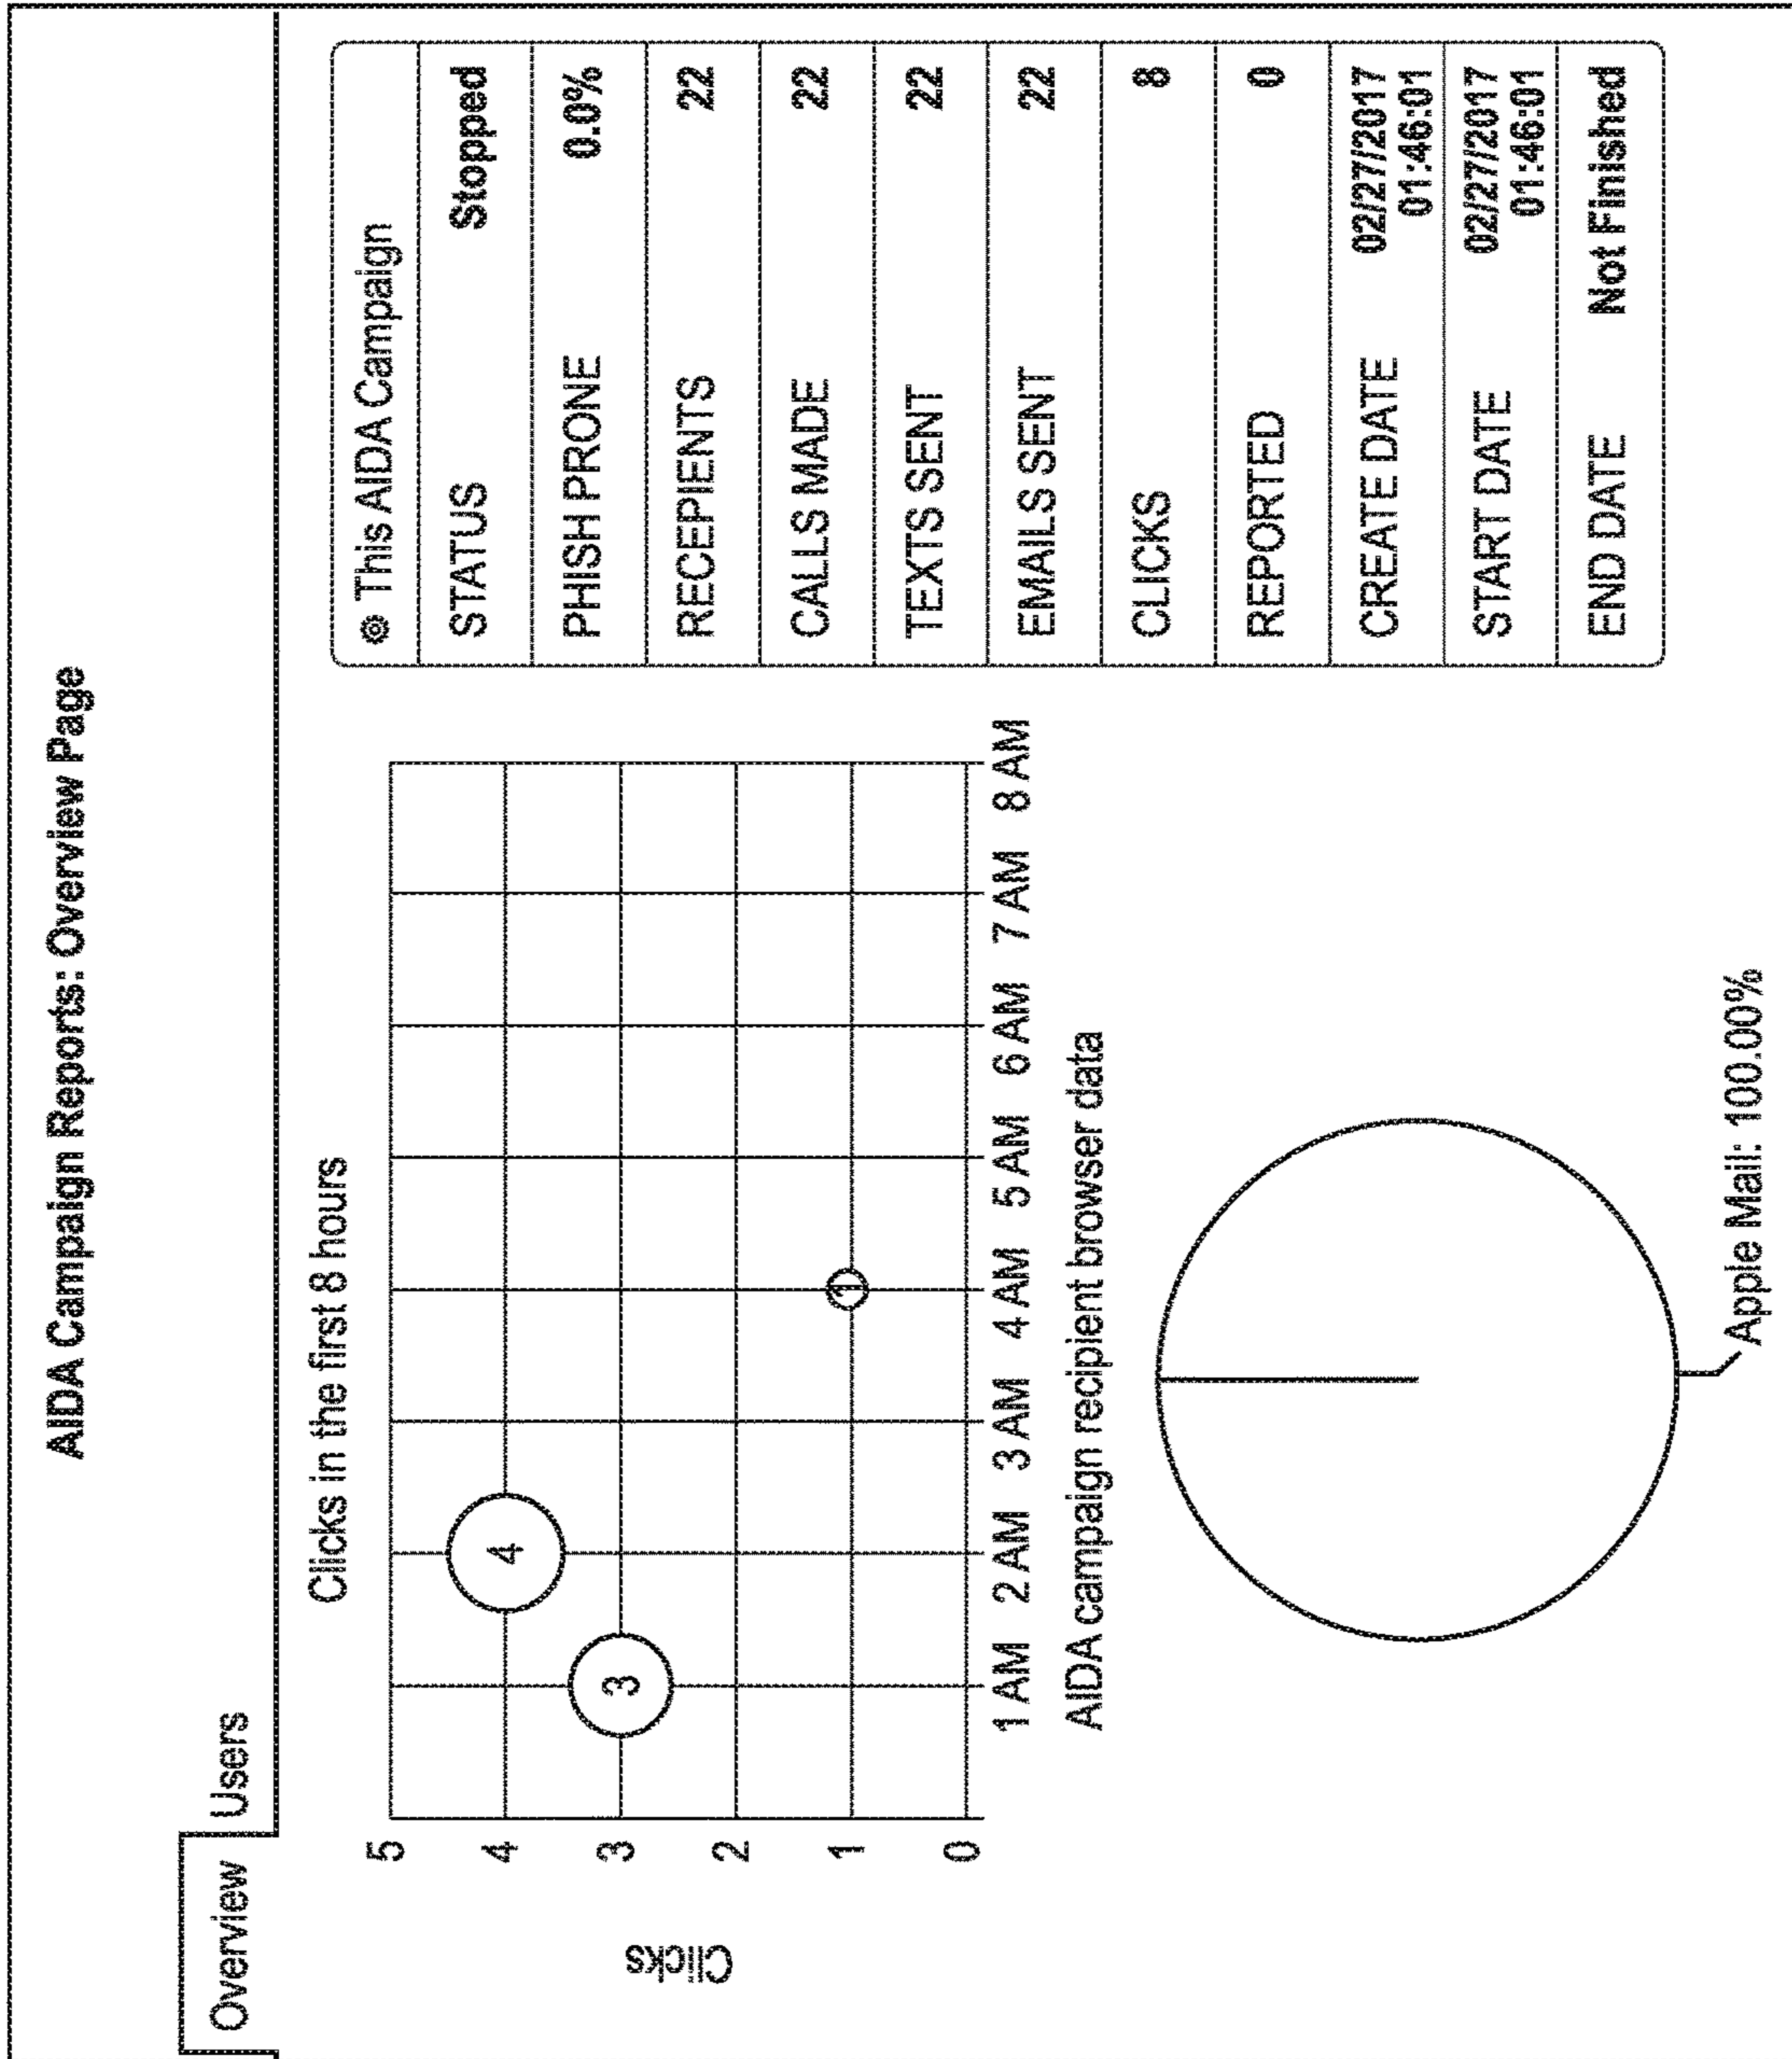 AIDA Campaign Reports: Overview Page
Overview
Users
Clicks in the first 8 hours
Clicks
5
4
3
2
1
0
3
4
1
1 AM 2 AM 3 AM 4 AM 5 AM 6 AM 7 AM 8 AM
AIDA campaign recipient browser data
Apple Mail: 100.00%
This AIDA Campaign
STATUS Stopped
PHISH PRONE 0.0%
RECEPIENTS 22
CALLS MADE 22
TEXTS SENT 22
EMAILS SENT 22
CLICKS 8
REPORTED 0
CREATE DATE 02/27/2017
01:46:01
START DATE 02/27/2017
01:46:01
END DATE Not Finished